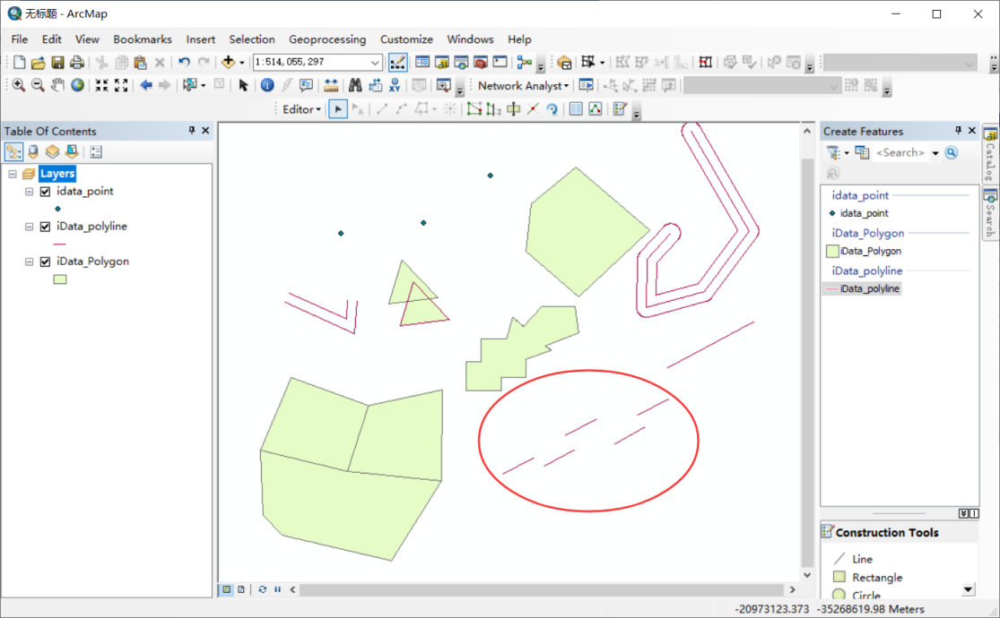 无标题 - ArcMap
File Edit View Bookmarks Insert Selection Geoprocessing Customize Windows Help
1:514,055,297
Network Analyst
Editor
Table Of Contents
Layers
idata_point
iData_polyline
iData_Polygon
Create Features
<Search>
idata_point
idata_point
iData_Polygon
iData_Polygon
iData_polyline
iData_polyline
Catalog
Search
Construction Tools
Line
Rectangle
Circle
-20973123.373 -35268619.98 Meters